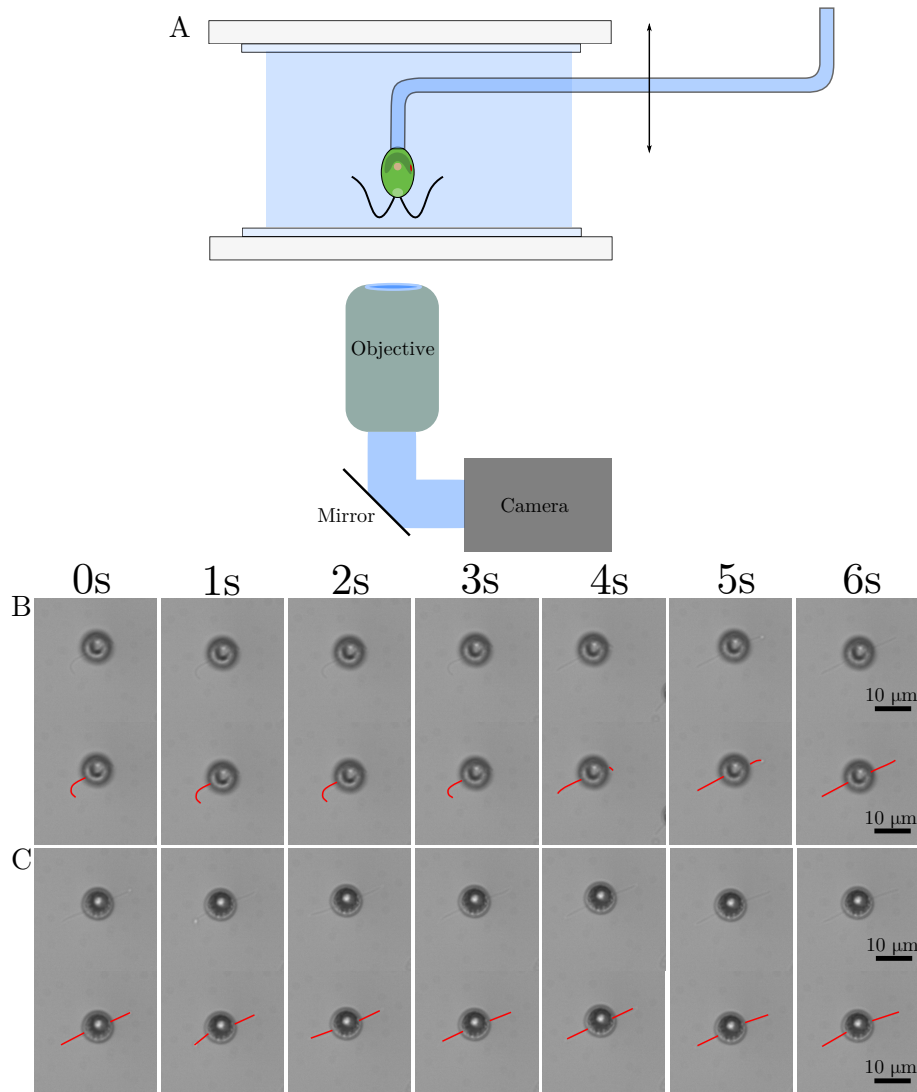 A
Objective
Mirror
Camera
0s 1s 2s 3s 4s 5s 6s
B
10 μm
10 μm
C
10 μm
10 μm